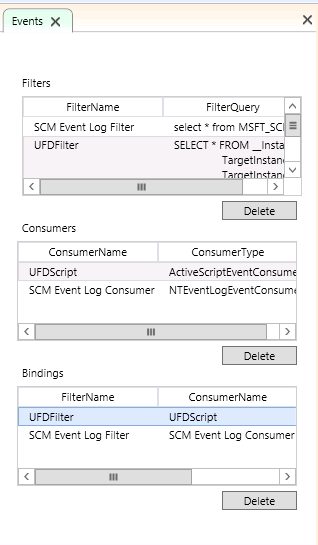 Events
Filters
FilterName FilterQuery
SCM Event Log Filter select * from MSFT_SC
UFDFilter SELECT * FROM __Insta
TargetInstanc
TargetInstanc
Delete
Consumers
ConsumerName ConsumerType
UFDScript ActiveScriptEventConsume
SCM Event Log Consumer NTEventLogEventConsume
Delete
Bindings
FilterName ConsumerName
UFDFilter UFDScript
SCM Event Log Filter SCM Event Log Consumer
Delete